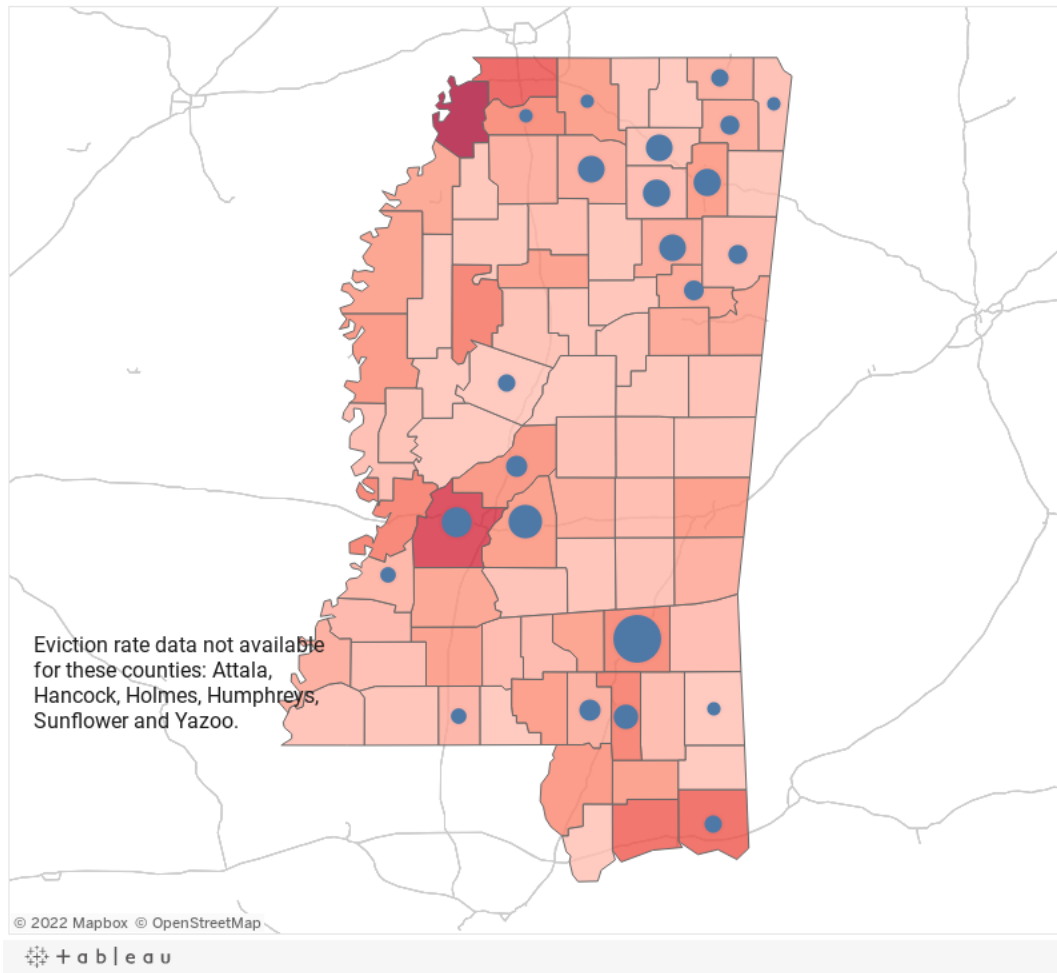 Eviction rate data not available
for these counties: Attala,
Hancock, Holmes, Humphreys,
Sunflower and Yazoo.
© 2022 Mapbox © OpenStreetMap
+ a b | e a u